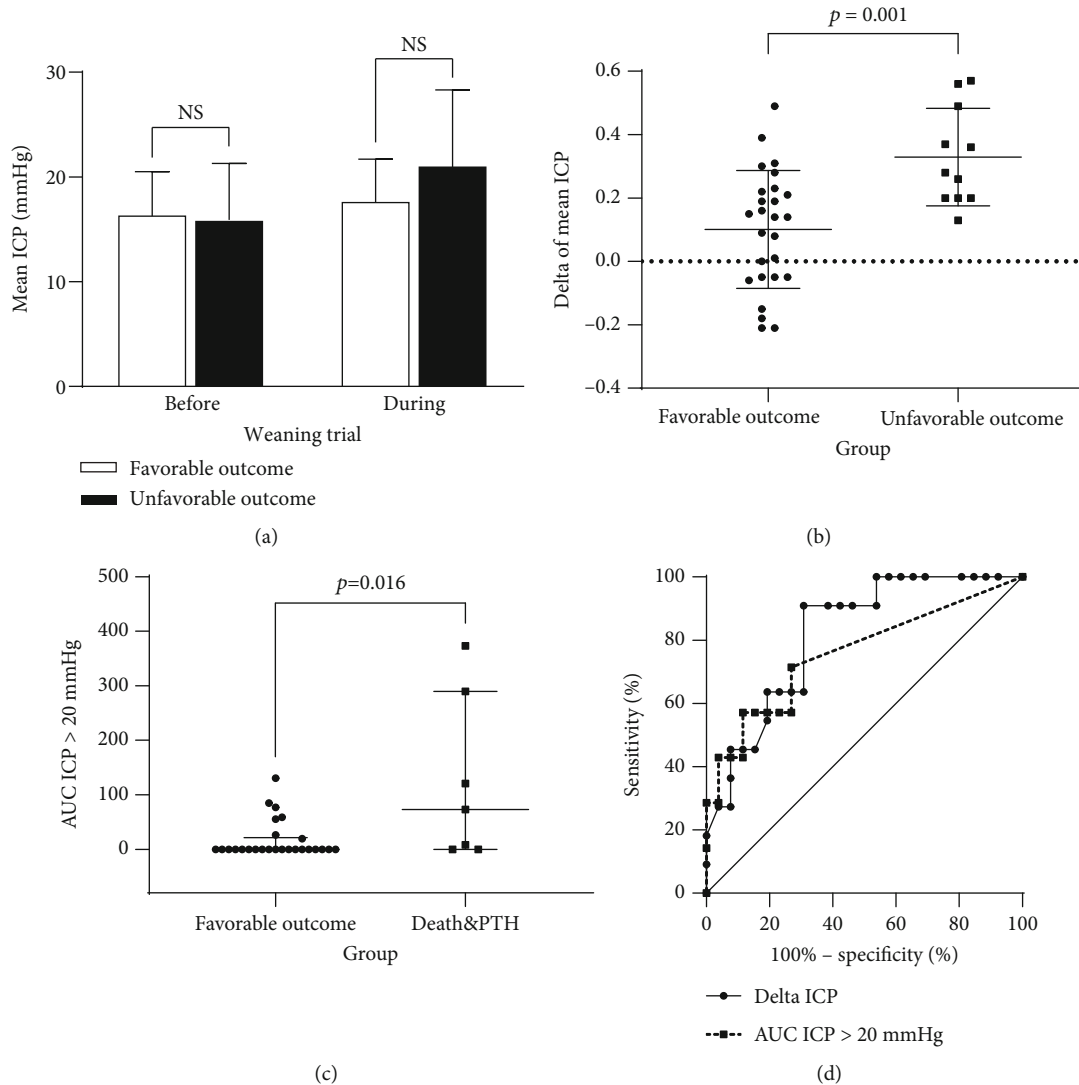 30
20
10
0
Mean ICP (mmHg)
NS
NS
Before
During
Weaning trial
Favorable outcome
Unfavorable outcome
(a)
p = 0.001
0.6
0.4
0.2
0.0
−0.2
−0.4
Delta of mean ICP
Favorable outcome
Unfavorable outcome
Group
(b)
p=0.016
500
400
300
200
100
0
AUC ICP > 20 mmHg
Favorable outcome
Death&PTH
Group
(c)
100
80
60
40
20
0
Sensitivity (%)
0 20 40 60 80 100
100% – specificity (%)
Delta ICP
AUC ICP > 20 mmHg
(d)